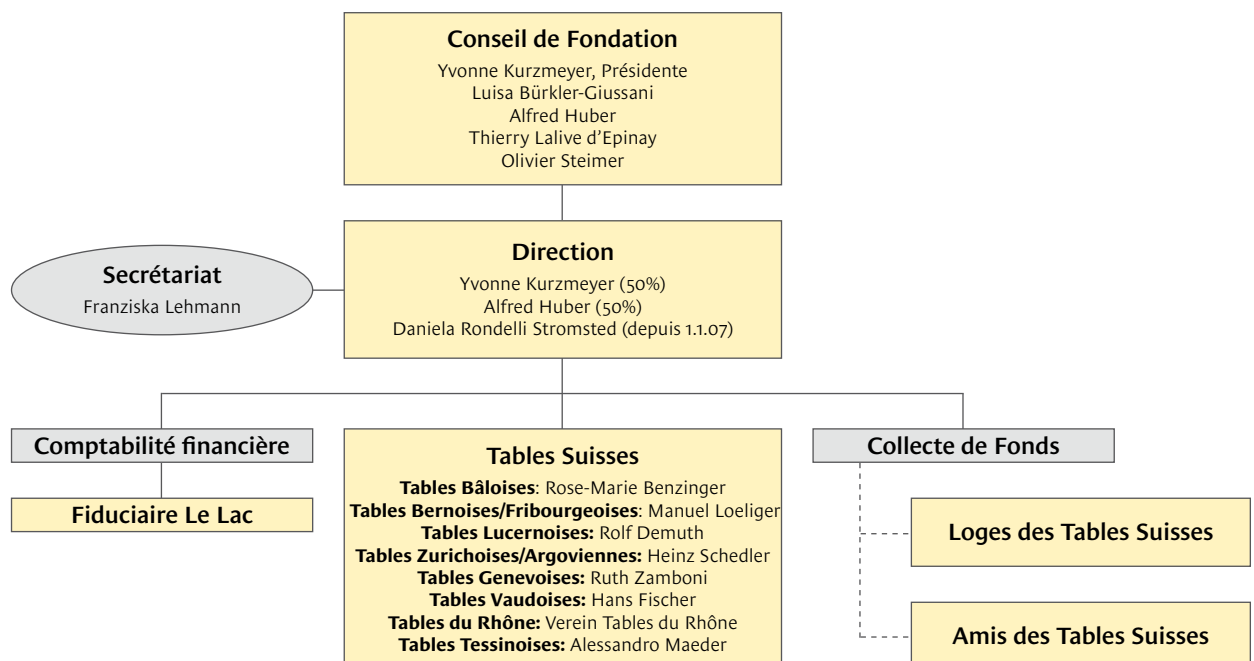 Conseil de Fondation
Yvonne Kurzmeyer, Présidente
Luisa Bürkler-Giussani
Alfred Huber
Thierry Lalive d’Epinay
Olivier Steimer
Direction
Yvonne Kurzmeyer (50%)
Alfred Huber (50%)
Daniela Rondelli Stromsted (depuis 1.1.07)
Secrétariat
Franziska Lehmann
Comptabilité financière
Fiduciaire Le Lac
Tables Suisses
Tables Bâloises: Rose-Marie Benzinger
Tables Bernoises/Fribourgeoises: Manuel Loeliger
Tables Lucernoises: Rolf Demuth
Tables Zurichoises/Argoviennes: Heinz Schedler
Tables Genevoises: Ruth Zamboni
Tables Vaudoises: Hans Fischer
Tables du Rhône: Verein Tables du Rhône
Tables Tessinoises: Alessandro Maeder
Collecte de Fonds
Loges des Tables Suisses
Amis des Tables Suisses